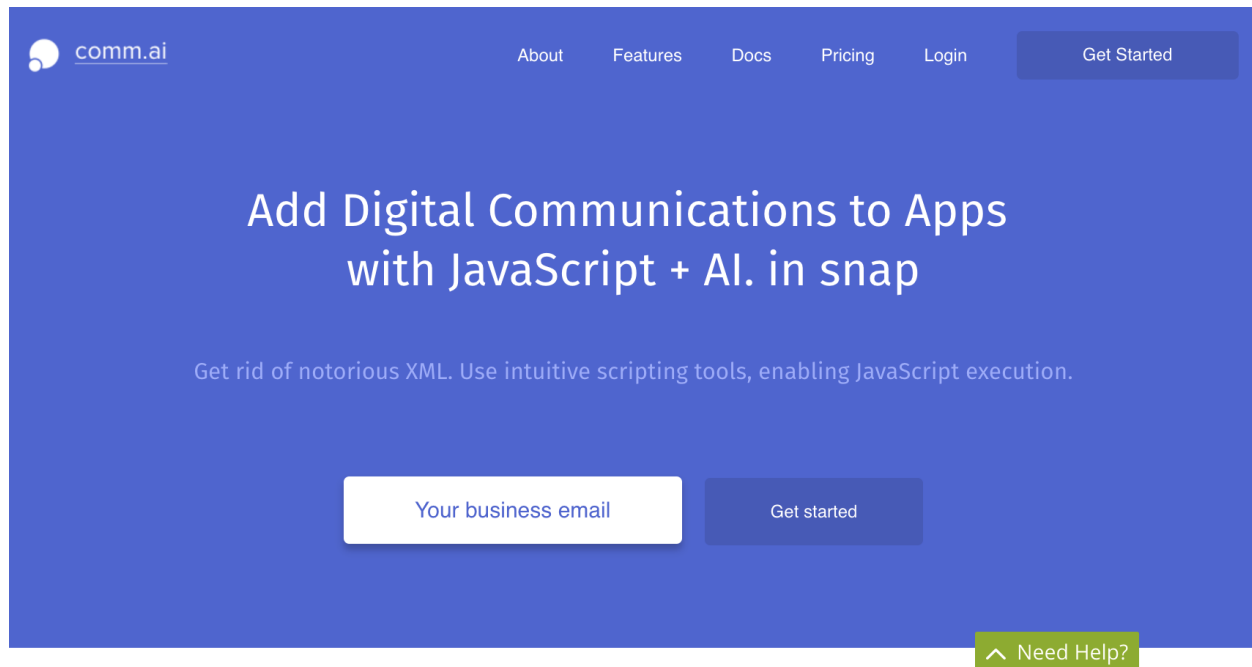 comm.ai
About Features Docs Pricing Login Get Started
Add Digital Communications to Apps
with JavaScript + AI. in snap
Get rid of notorious XML. Use intuitive scripting tools, enabling JavaScript execution.
Your business email Get started
Need Help?